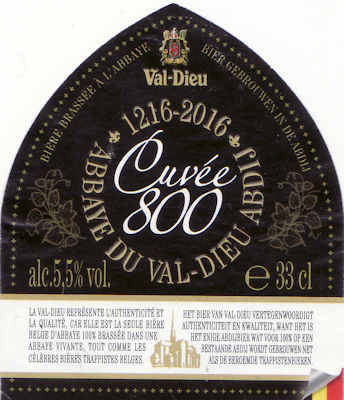 BIÈRE BRASSÉE À L'ABBAYE
BIER GEBROUWEN IN DE ABDIJ
Val-Dieu
1216-2016
ABBAYE DU VAL-DIEU ABDIJ
Cuvée
800
alc.5,5% vol.
e 33 cl
LA VAL-DIEU REPRÉSENTE L'AUTHENTICITÉ ET
LA QUALITÉ, CAR ELLE EST LA SEULE BIÈRE
BELGE D'ABBAYE 100% BRASSÉE DANS UNE
ABBAYE VIVANTE, TOUT COMME LES
CÉLÈBRES BIÈRES TRAPPISTES BELGES.
HET BIER VAN VAL-DIEU VERTEGENWOORDIGT
AUTHENTICITEIT EN KWALITEIT, WANT HET IS
HET ENIGE ABDIJBIER WAT VOOR 100% OP EEN
BESTAANDE ABDIJ WORDT GEBROUWEN NET
ALS DE BEROEMDE TRAPPISTENBIEREN.